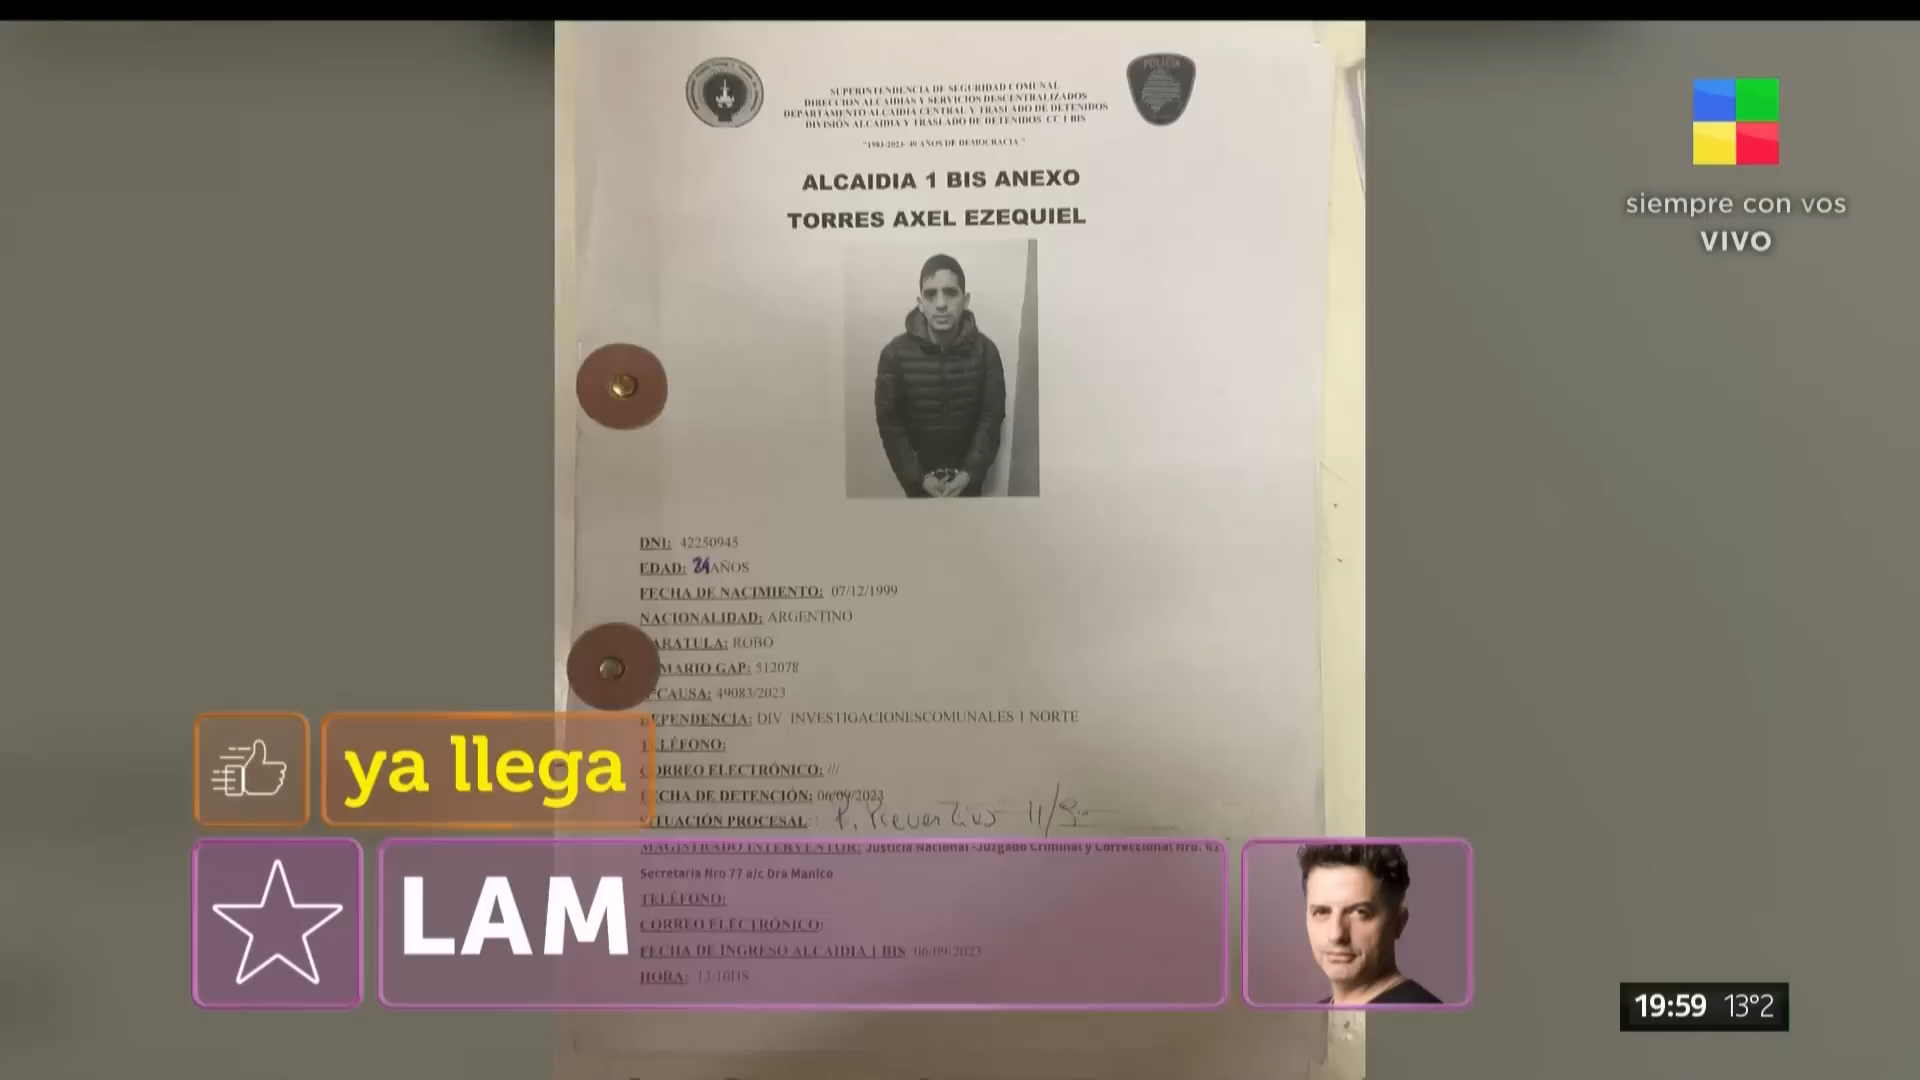 SUPERINTENDENCIA DE SEGURIDAD COMUNAL
DIRECCION ALCAIDIAS Y SERVICIOS DESCENTRALIZADOS
DEPARTAMENTO ALCAIDIA CENTRAL Y TRASLADO DE DETENIDOS
DIVISIÓN ALCAIDIA Y TRASLADO DE DETENIDOS CC 1 BIS
"1983-2023- 40 AÑOS DE DEMOCRACIA"
POLICIA
ALCAIDIA 1 BIS ANEXO
TORRES AXEL EZEQUIEL
siempre con vos
VIVO
DNI: 42250945
EDAD: 24 AÑOS
FECHA DE NACIMIENTO: 07/12/1999
NACIONALIDAD: ARGENTINO
ARATULA: ROBO
MARIO GAP: 512078
CAUSA: 49083/2023
EPENDENCIA: DIV. INVESTIGACIONESCOMUNALES 1 NORTE
LÉFONO:
ORREO ELECTRÓNICO: ///
ECHA DE DETENCIÓN: 06/09/2023
ITUACIÓN PROCESAL:
MAGISTRADO INTERVENTOR: Justicia Nacional -Juzgado Criminal y Correccional Nro. 61
Secretaria Nro 77 a/c Dra Manico
TELÉFONO:
CORREO ELECTRÓNICO:
FECHA DE INGRESO ALCAIDIA 1 BIS 06/09/2023
HORA: 13:10HS
ya llega
LAM
19:59 13°2